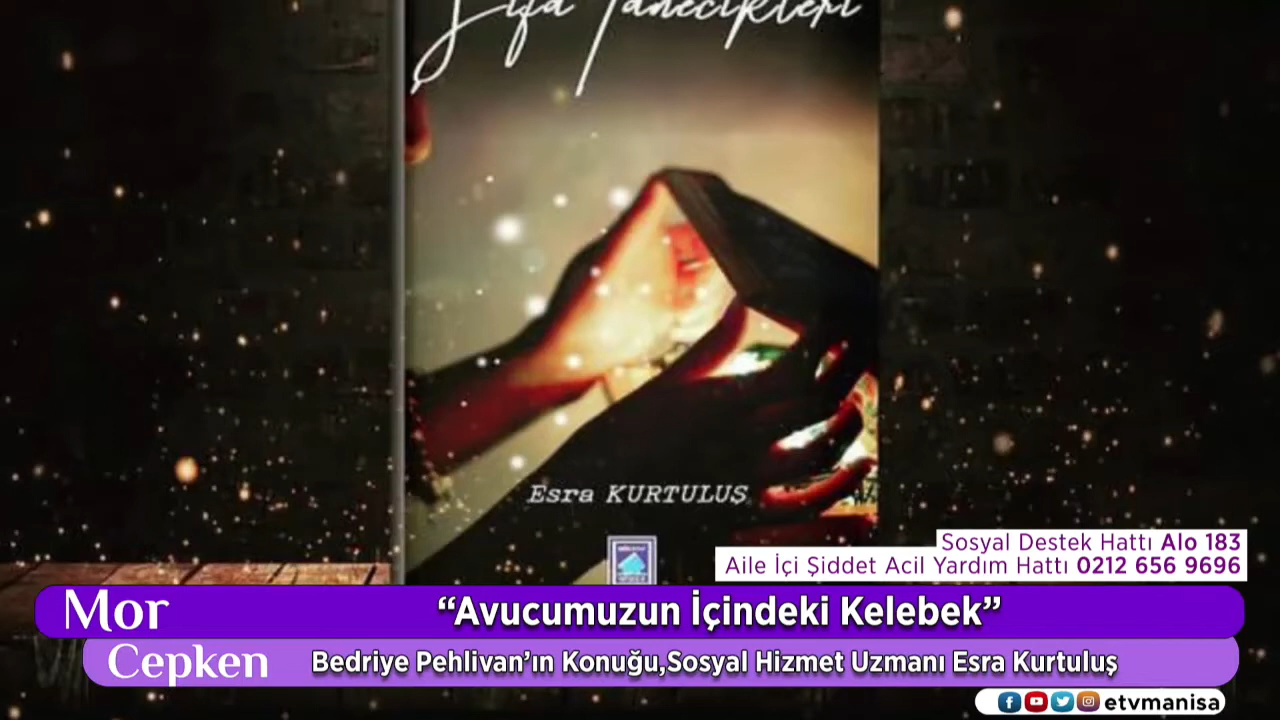 Şifa Tanecikleri
Esra KURTULUŞ
Sosyal Destek Hattı Alo 183
Aile İçi Şiddet Acil Yardım Hattı 0212 656 9696
Mor
“Avucumuzun İçindeki Kelebek”
Cepken
Bedriye Pehlivan’ın Konuğu,Sosyal Hizmet Uzmanı Esra Kurtuluş
etvmanisa